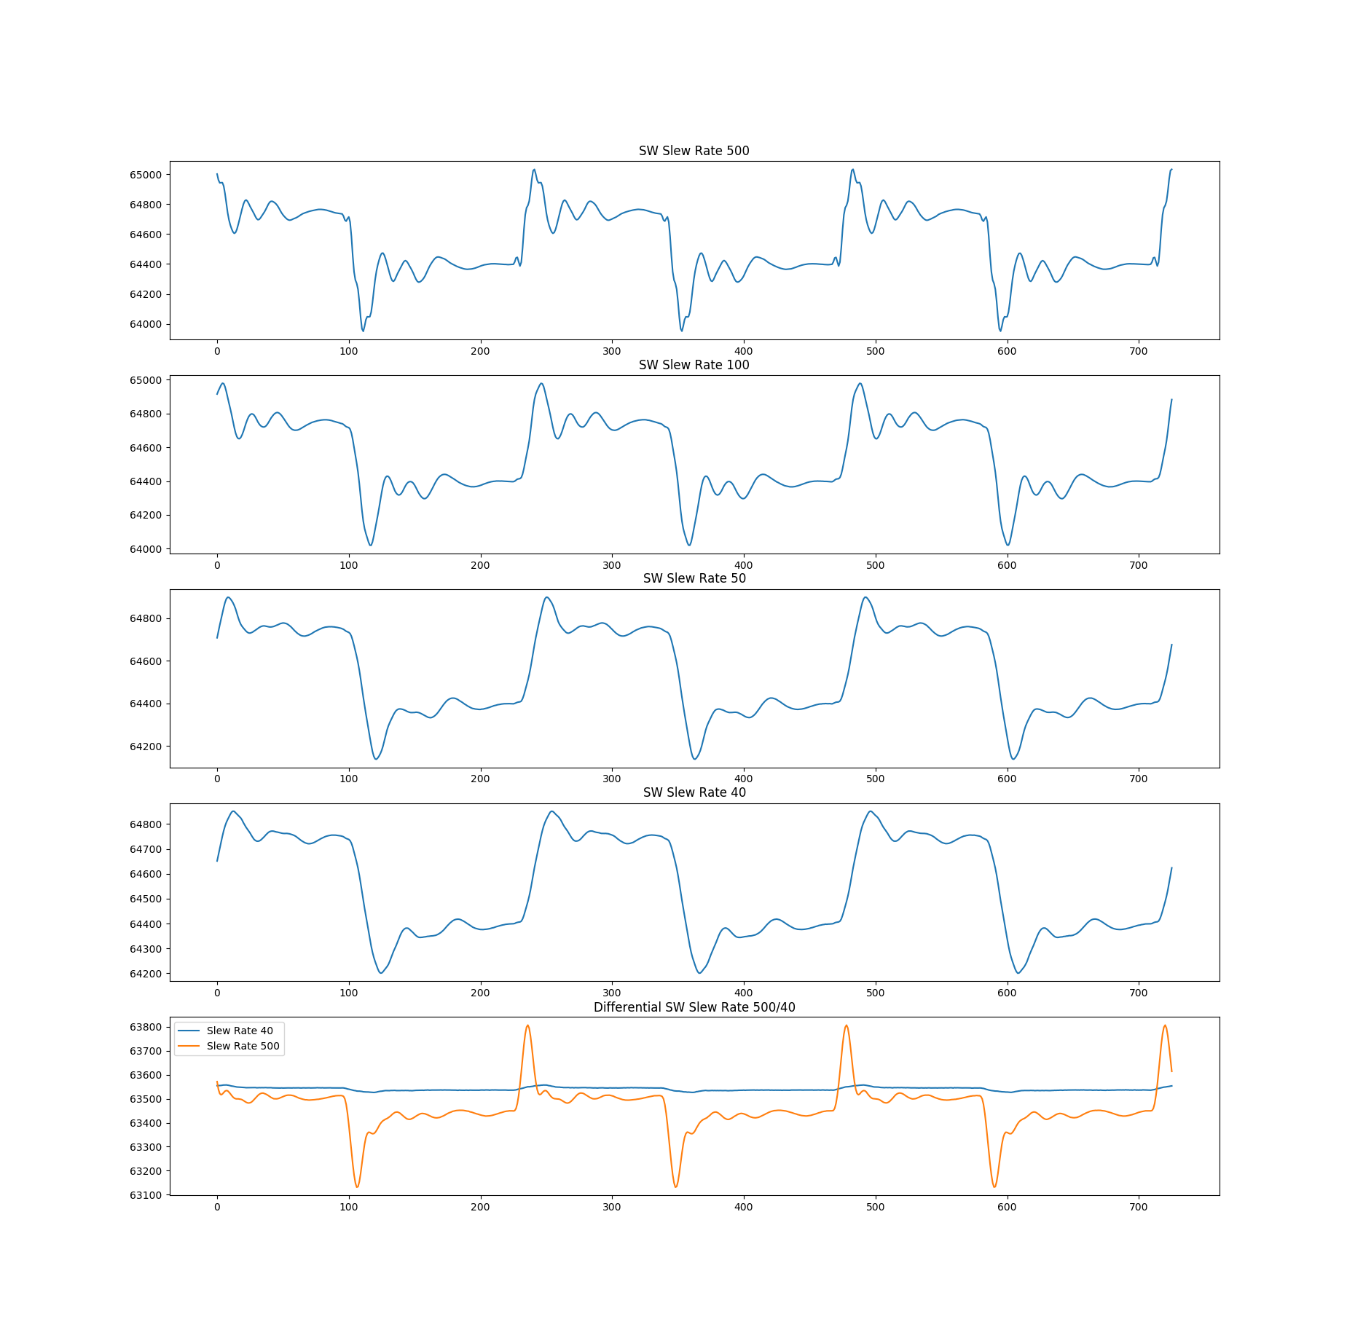 SW Slew Rate 500
65000
64800
64600
64400
64200
64000
0 100 200 300 400 500 600 700
SW Slew Rate 100
65000
64800
64600
64400
64200
64000
0 100 200 300 400 500 600 700
SW Slew Rate 50
64800
64600
64400
64200
0 100 200 300 400 500 600 700
SW Slew Rate 40
64800
64700
64600
64500
64400
64300
64200
0 100 200 300 400 500 600 700
Differential SW Slew Rate 500/40
63800
63700
63600
63500
63400
63300
63200
63100
Slew Rate 40
Slew Rate 500
0 100 200 300 400 500 600 700